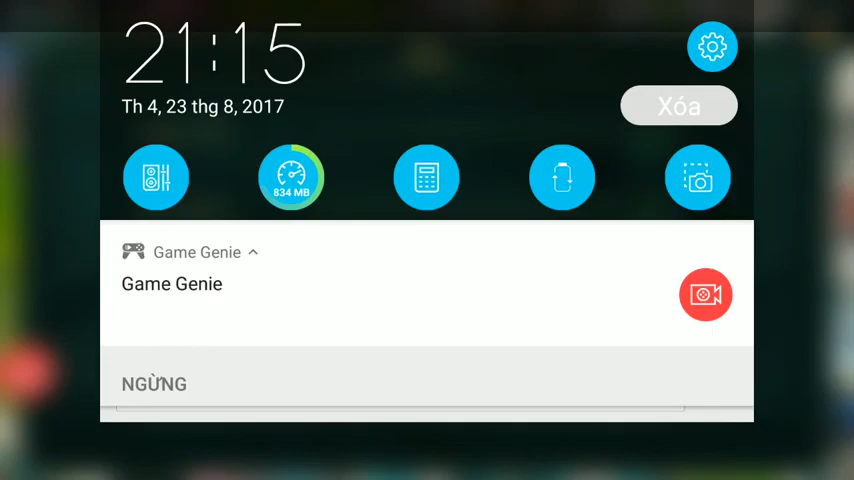 21:15
Th 4, 23 thg 8, 2017
Xóa
834 MB
Game Genie
Game Genie
NGỪNG